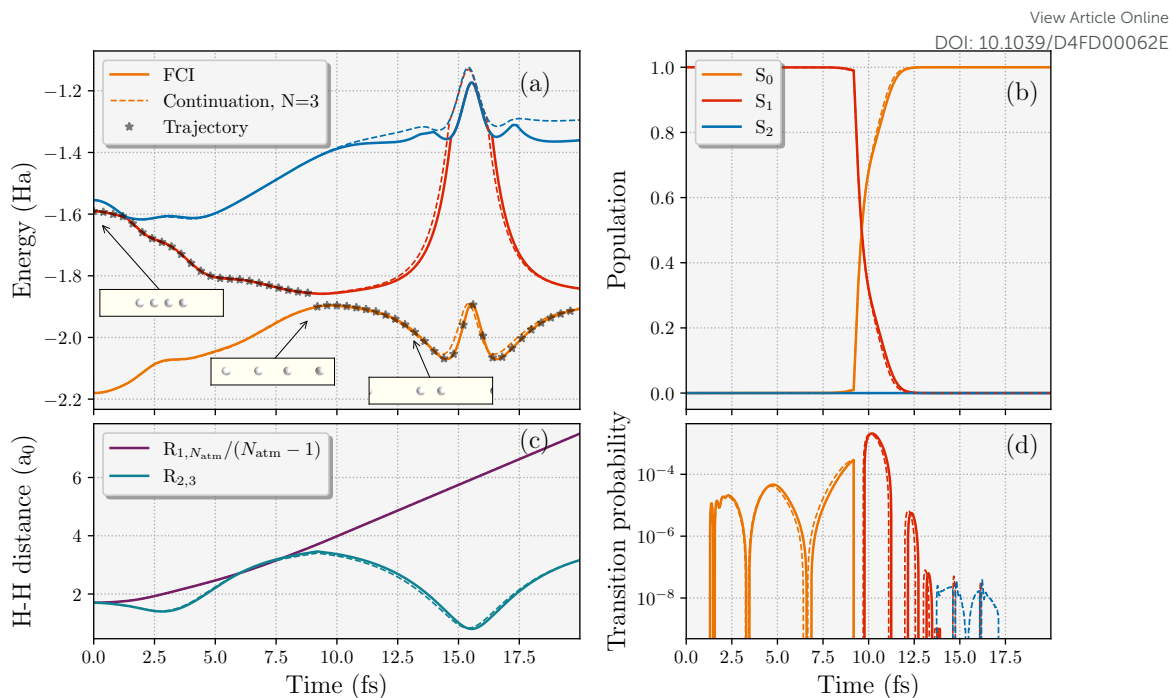 View Article Online
DOI: 10.1039/D4FD00062E
FCI
Continuation, N=3
Trajectory
(a)
−1.2
−1.4
−1.6
−1.8
−2.0
−2.2
Energy (Ha)
S₀
S₁
S₂
(b)
1.0
0.8
0.6
0.4
0.2
0.0
Population
R₁,Nₐₜₘ/(Nₐₜₘ − 1)
R₂,₃
(c)
6
4
2
H-H distance (a₀)
0.0 2.5 5.0 7.5 10.0 12.5 15.0 17.5
Time (fs)
(d)
10⁻⁴
10⁻⁶
10⁻⁸
Transition probability
0.0 2.5 5.0 7.5 10.0 12.5 15.0 17.5
Time (fs)